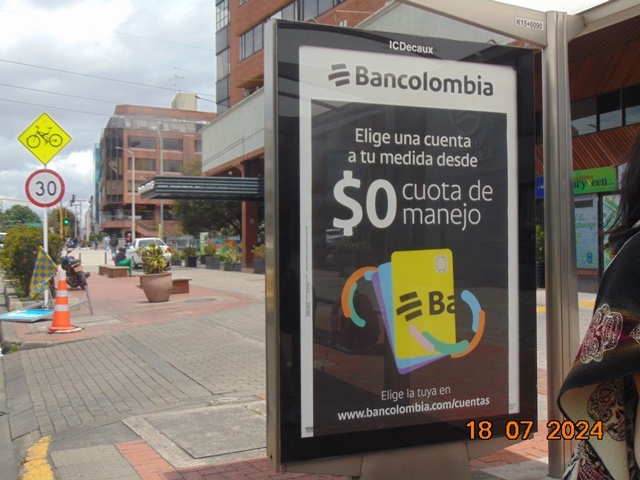 K15+0090
JCDecaux
Bancolombia
Elige una cuenta
a tu medida desde
$0 cuota de
manejo
30
Ba
Elige la tuya en
www.bancolombia.com/cuentas
18 07 2024